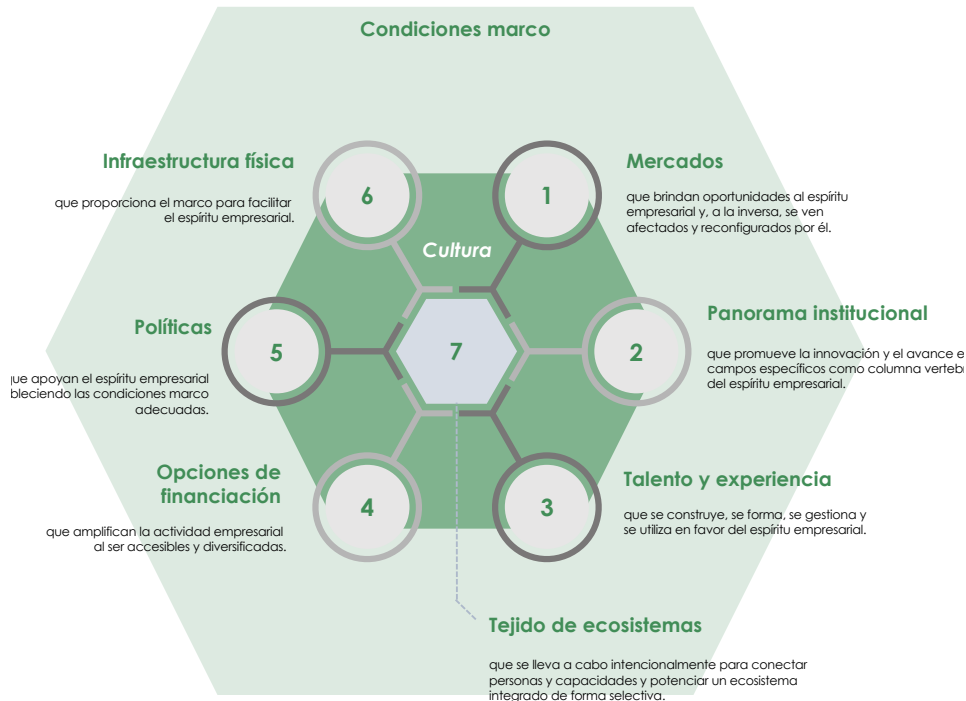 Condiciones marco
Infraestructura física
que proporciona el marco para facilitar
el espíritu empresarial.
6
1
Mercados
que brindan oportunidades al espíritu
empresarial y, a la inversa, se ven
afectados y reconfigurados por él.
Cultura
Políticas
que apoyan el espíritu empresarial
bleciendo las condiciones marco
adecuadas.
5
7
2
Panorama institucional
que promueve la innovación y el avance e
campos específicos como columna vertebr
del espíritu empresarial.
Opciones de
financiación
que amplifican la actividad empresarial
al ser accesibles y diversificadas.
4
3
Talento y experiencia
que se construye, se forma, se gestiona y
se utiliza en favor del espíritu empresarial.
Tejido de ecosistemas
que se lleva a cabo intencionalmente para conectar
personas y capacidades y potenciar un ecosistema
integrado de forma selectiva.